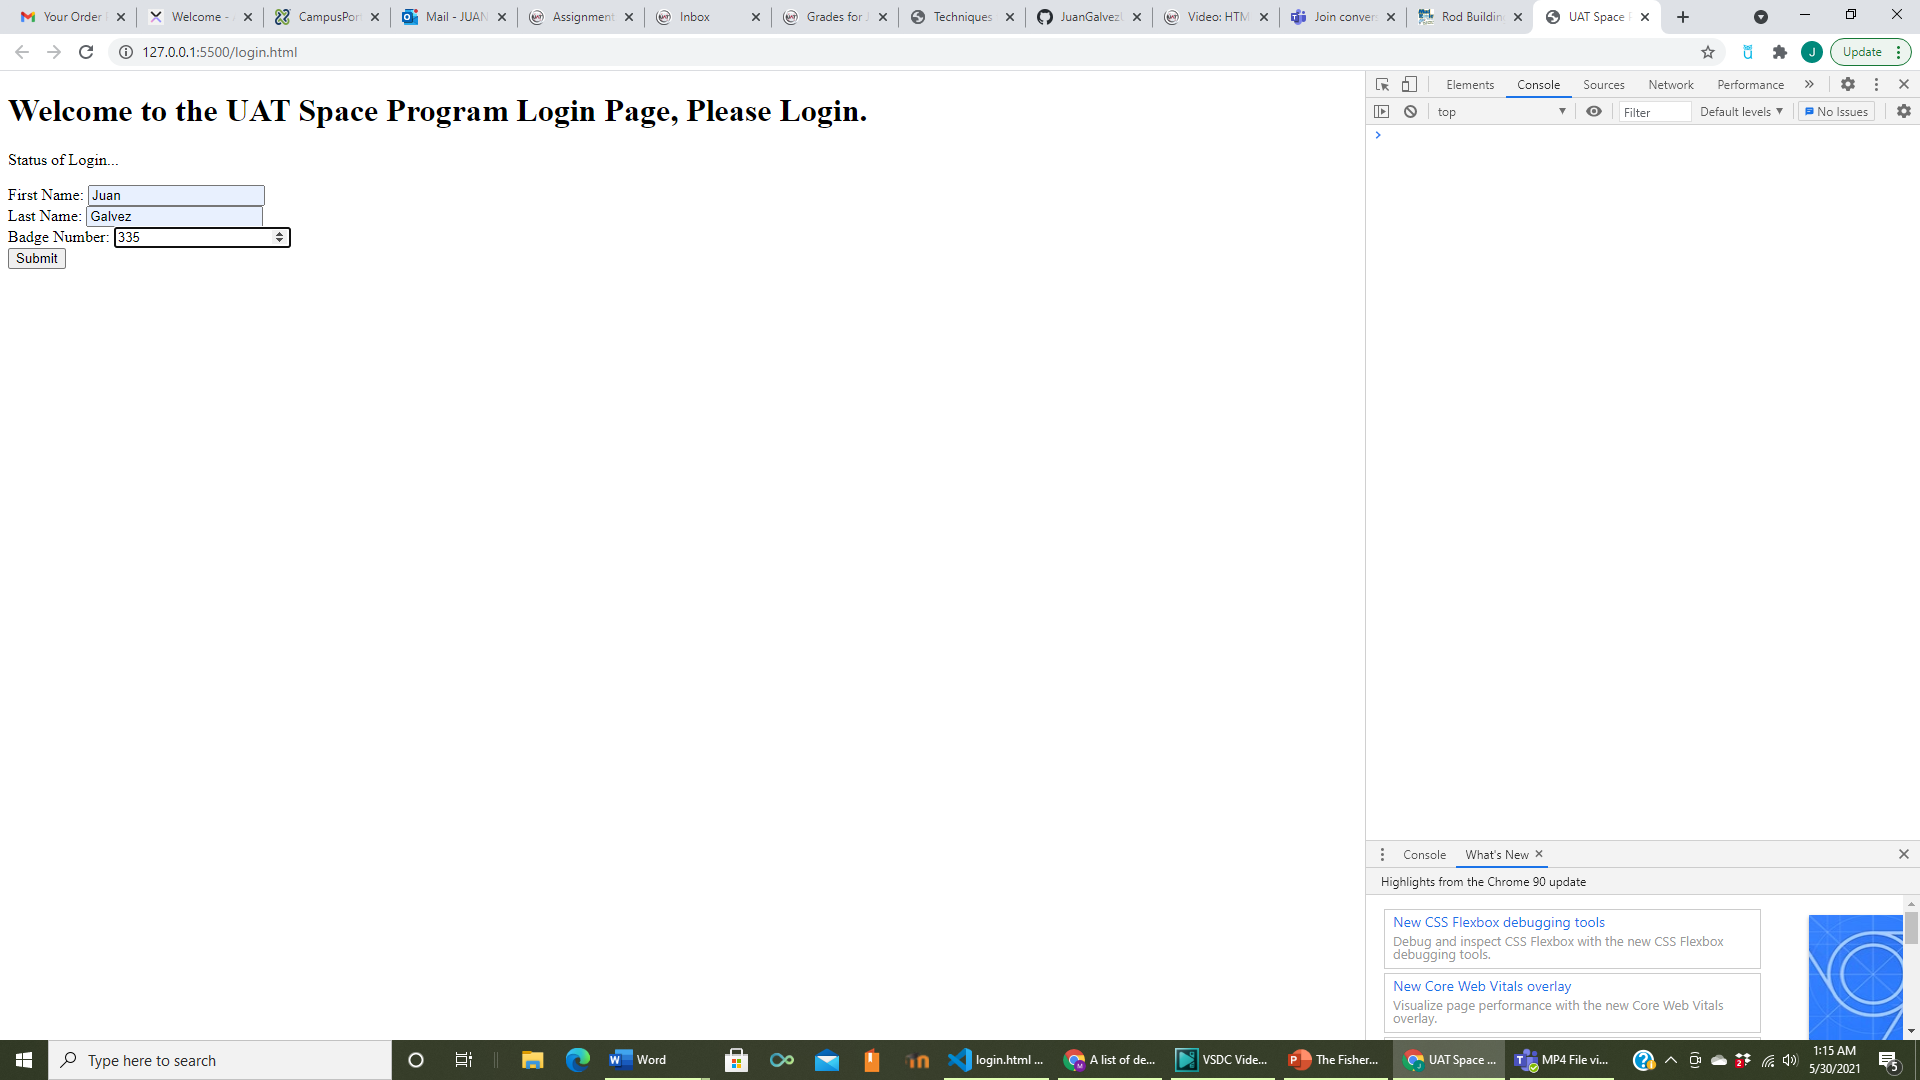 Your Order
Welcome -
CampusPor
Mail - JUAN
Assignment
Inbox
Grades for J
Techniques
JuanGalvez
Video: HTM
Join convers
Rod Building
UAT Space
127.0.0.1:5500/login.html
J
Update
Welcome to the UAT Space Program Login Page, Please Login.
Status of Login...
First Name: Juan
Last Name: Galvez
Badge Number: 335
Submit
Elements Console Sources Network Performance
top Filter Default levels No Issues
Console What's New
Highlights from the Chrome 90 update
New CSS Flexbox debugging tools
Debug and inspect CSS Flexbox with the new CSS Flexbox
debugging tools.
New Core Web Vitals overlay
Visualize page performance with the new Core Web Vitals
overlay.
Type here to search
Word
login.html ...
A list of de...
VSDC Vide...
The Fisher...
UAT Space ...
MP4 File vi...
1:15 AM
5/30/2021
5